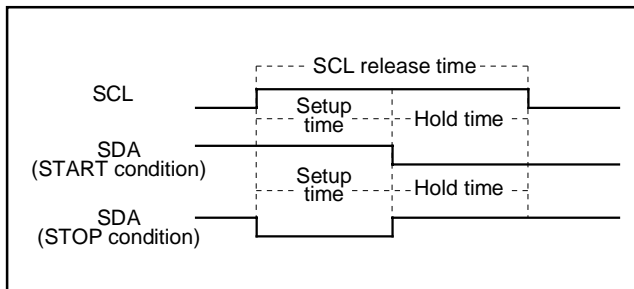 SCL release time
SCL
Setup
time
Hold time
SDA
(START condition)
Setup
time
Hold time
SDA
(STOP condition)